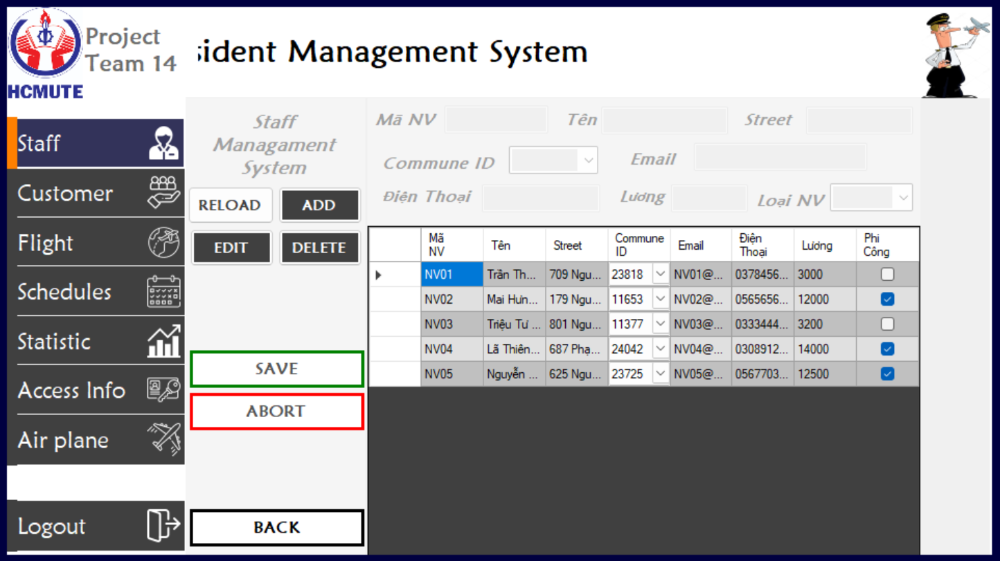 Project
Team 14
HCMUTE
sident Management System
Staff
Customer
Flight
Schedules
Statistic
Access Info
Air plane
Logout
Staff
Managament
System
RELOAD ADD
EDIT DELETE
SAVE
ABORT
BACK
Mã NV Tên Street
Commune ID Email
Điện Thoại Lương Loại NV
Mã NV Tên Street Commune ID Email Điện Thoại Lương Phi Công
NV01 Trần Th... 709 Ngu... 23818 NV01@... 0378456... 3000
NV02 Mai Hưn... 179 Ngu... 11653 NV02@... 0565656... 12000
NV03 Triệu Tư ... 801 Ngu... 11377 NV03@... 0333444... 3200
NV04 Lã Thiên... 687 Phạ... 24042 NV04@... 0308912... 14000
NV05 Nguyễn ... 625 Ngu... 23725 NV05@... 0567703... 12500